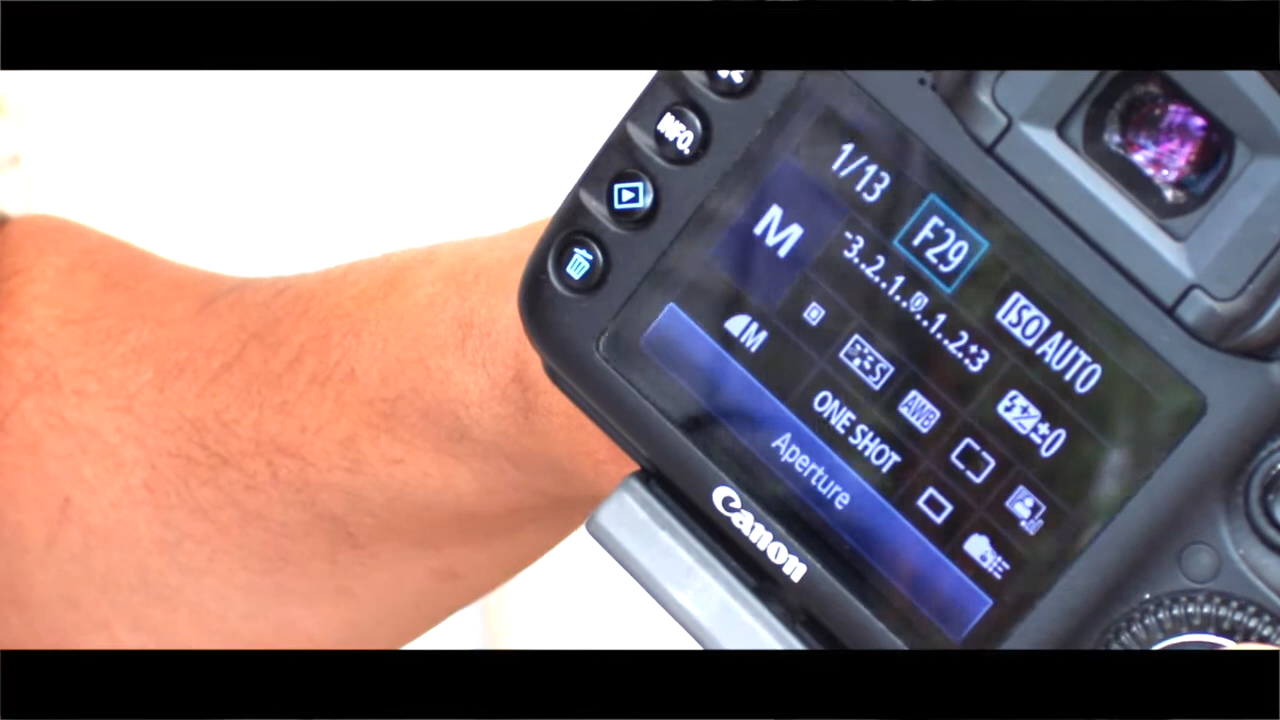 INFO.
1/13
F29
ISO AUTO
M
-3..2..1..0..1..2..+3
±0
M
AWB
ONE SHOT
Aperture
Canon